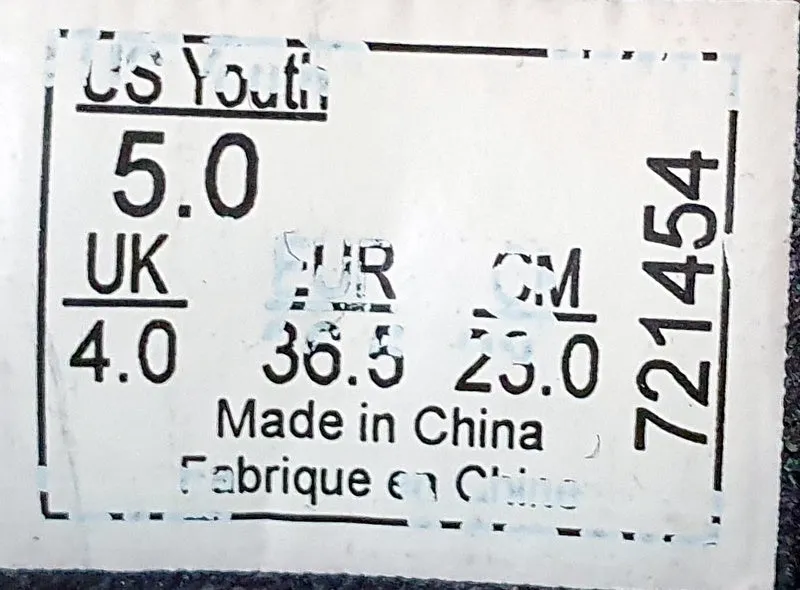 US Youth
5.0
UK EUR CM
4.0 36.5 23.0
Made in China
Fabrique en Chine
721454